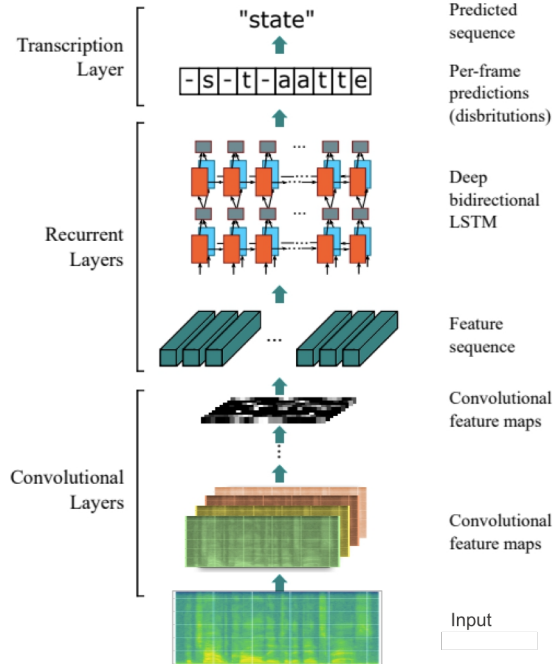 "state"
Predicted
sequence
Transcription
Layer
-s-t-aatte
Per-frame
predictions
(disbritutions)
...
Deep
bidirectional
LSTM
Recurrent
Layers
...
Feature
sequence
Convolutional
feature maps
Convolutional
Layers
Convolutional
feature maps
Input